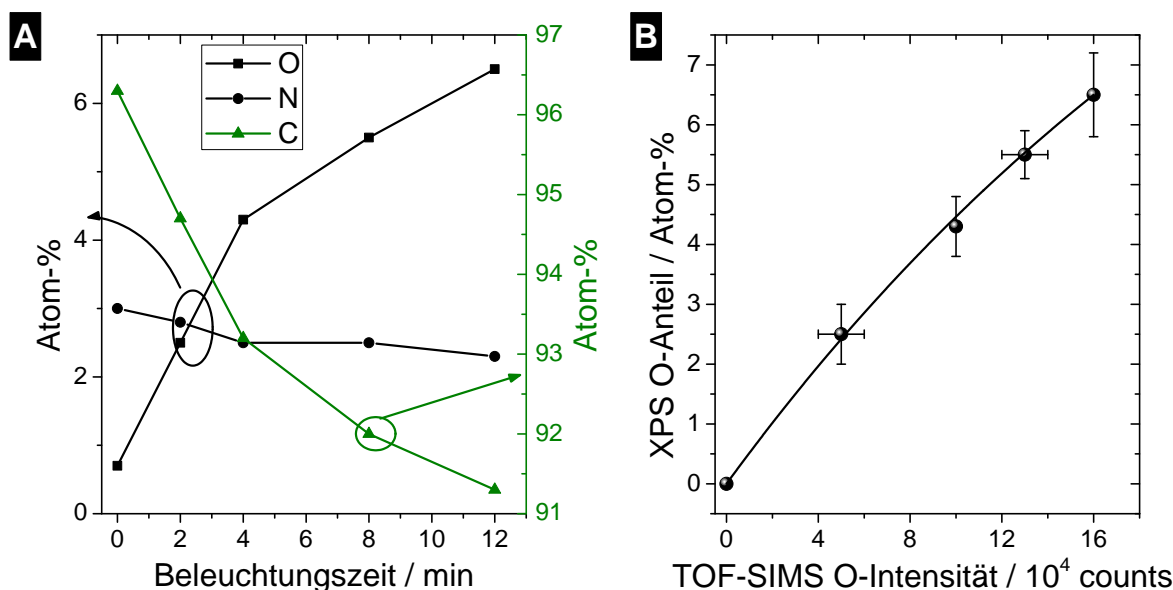 A
O
N
C
Atom-%
6
4
2
0
97
96
95
94
93
92
91
Atom-%
0 2 4 6 8 10 12
Beleuchtungszeit / min
B
XPS O-Anteil / Atom-%
7
6
5
4
3
2
1
0
0 4 8 12 16
TOF-SIMS O-Intensität / 10⁴ counts